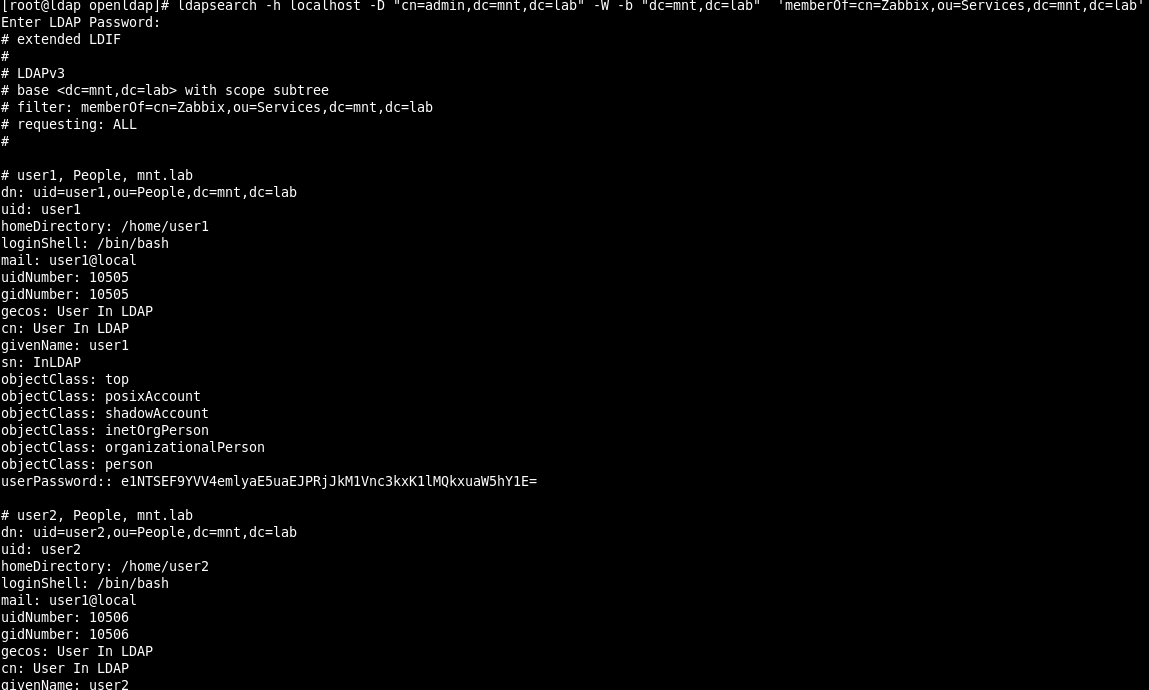 [root@ldap openldap]# ldapsearch -h localhost -D "cn=admin,dc=mnt,dc=lab" -W -b "dc=mnt,dc=lab"  'memberOf=cn=Zabbix,ou=Services,dc=mnt,dc=lab'
Enter LDAP Password:
# extended LDIF
#
# LDAPv3
# base <dc=mnt,dc=lab> with scope subtree
# filter: memberOf=cn=Zabbix,ou=Services,dc=mnt,dc=lab
# requesting: ALL
#

# user1, People, mnt.lab
dn: uid=user1,ou=People,dc=mnt,dc=lab
uid: user1
homeDirectory: /home/user1
loginShell: /bin/bash
mail: user1@local
uidNumber: 10505
gidNumber: 10505
gecos: User In LDAP
cn: User In LDAP
givenName: user1
sn: InLDAP
objectClass: top
objectClass: posixAccount
objectClass: shadowAccount
objectClass: inetOrgPerson
objectClass: organizationalPerson
objectClass: person
userPassword:: e1NTSEF9YVV4emlyaE5uaEJPRjJkM1Vnc3kxK1lMQkxuaW5hY1E=

# user2, People, mnt.lab
dn: uid=user2,ou=People,dc=mnt,dc=lab
uid: user2
homeDirectory: /home/user2
loginShell: /bin/bash
mail: user1@local
uidNumber: 10506
gidNumber: 10506
gecos: User In LDAP
cn: User In LDAP
givenName: user2